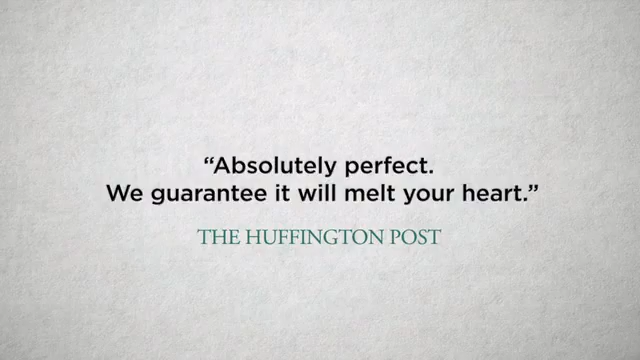 “Absolutely perfect.
We guarantee it will melt your heart.”
THE HUFFINGTON POST